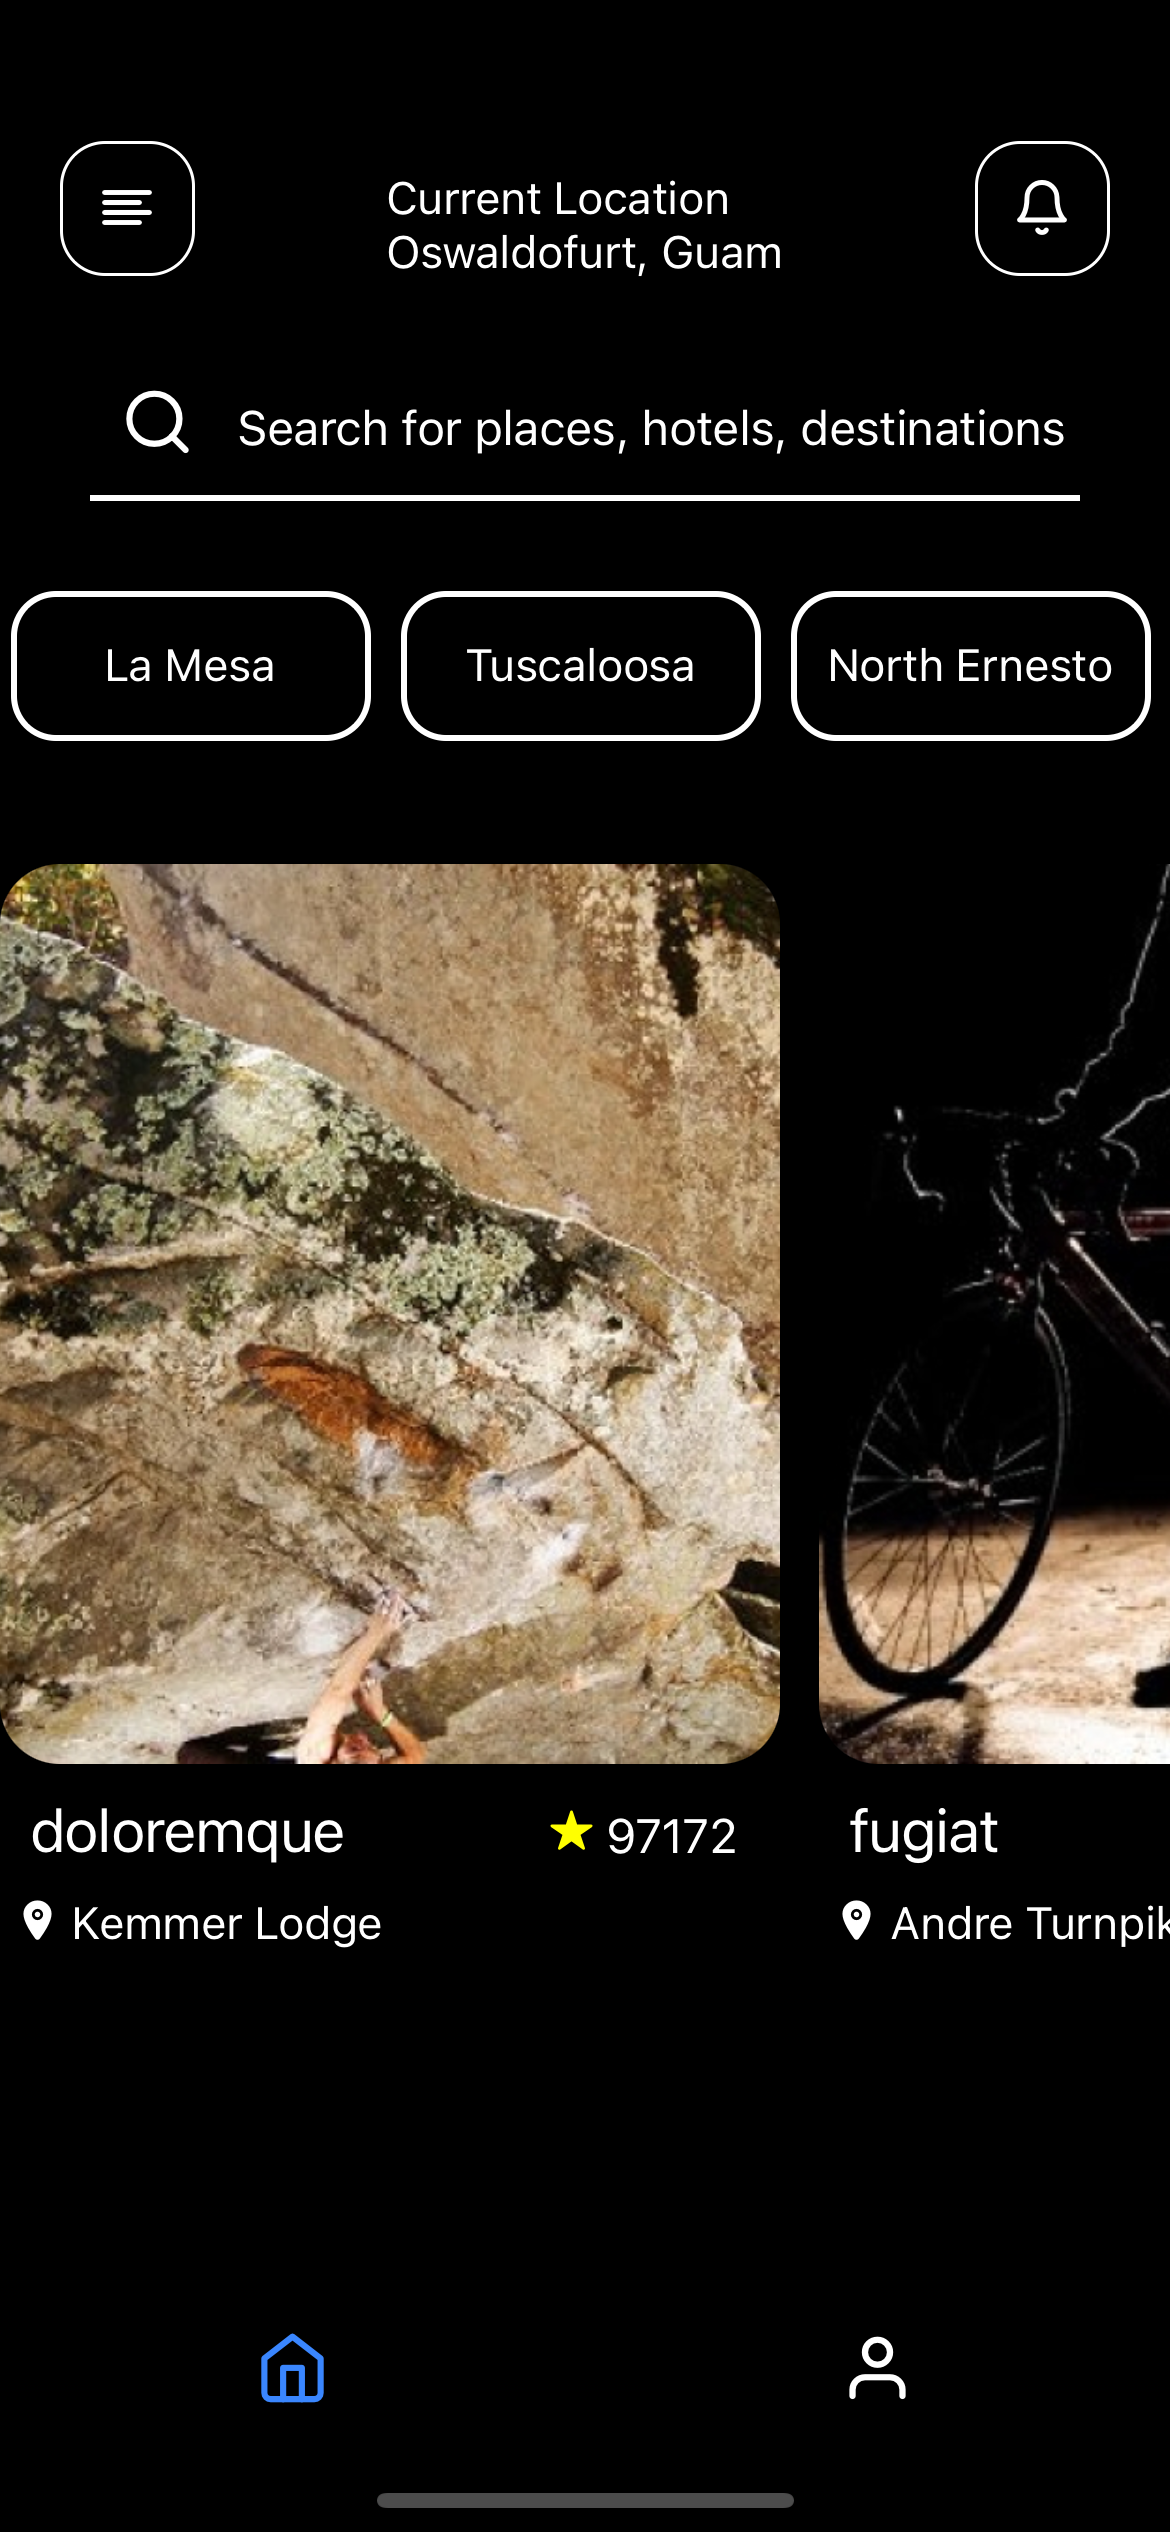 Current Location
Oswaldofurt, Guam
Search for places, hotels, destinations
La Mesa
Tuscaloosa
North Ernesto
doloremque
97172
fugiat
Kemmer Lodge
Andre